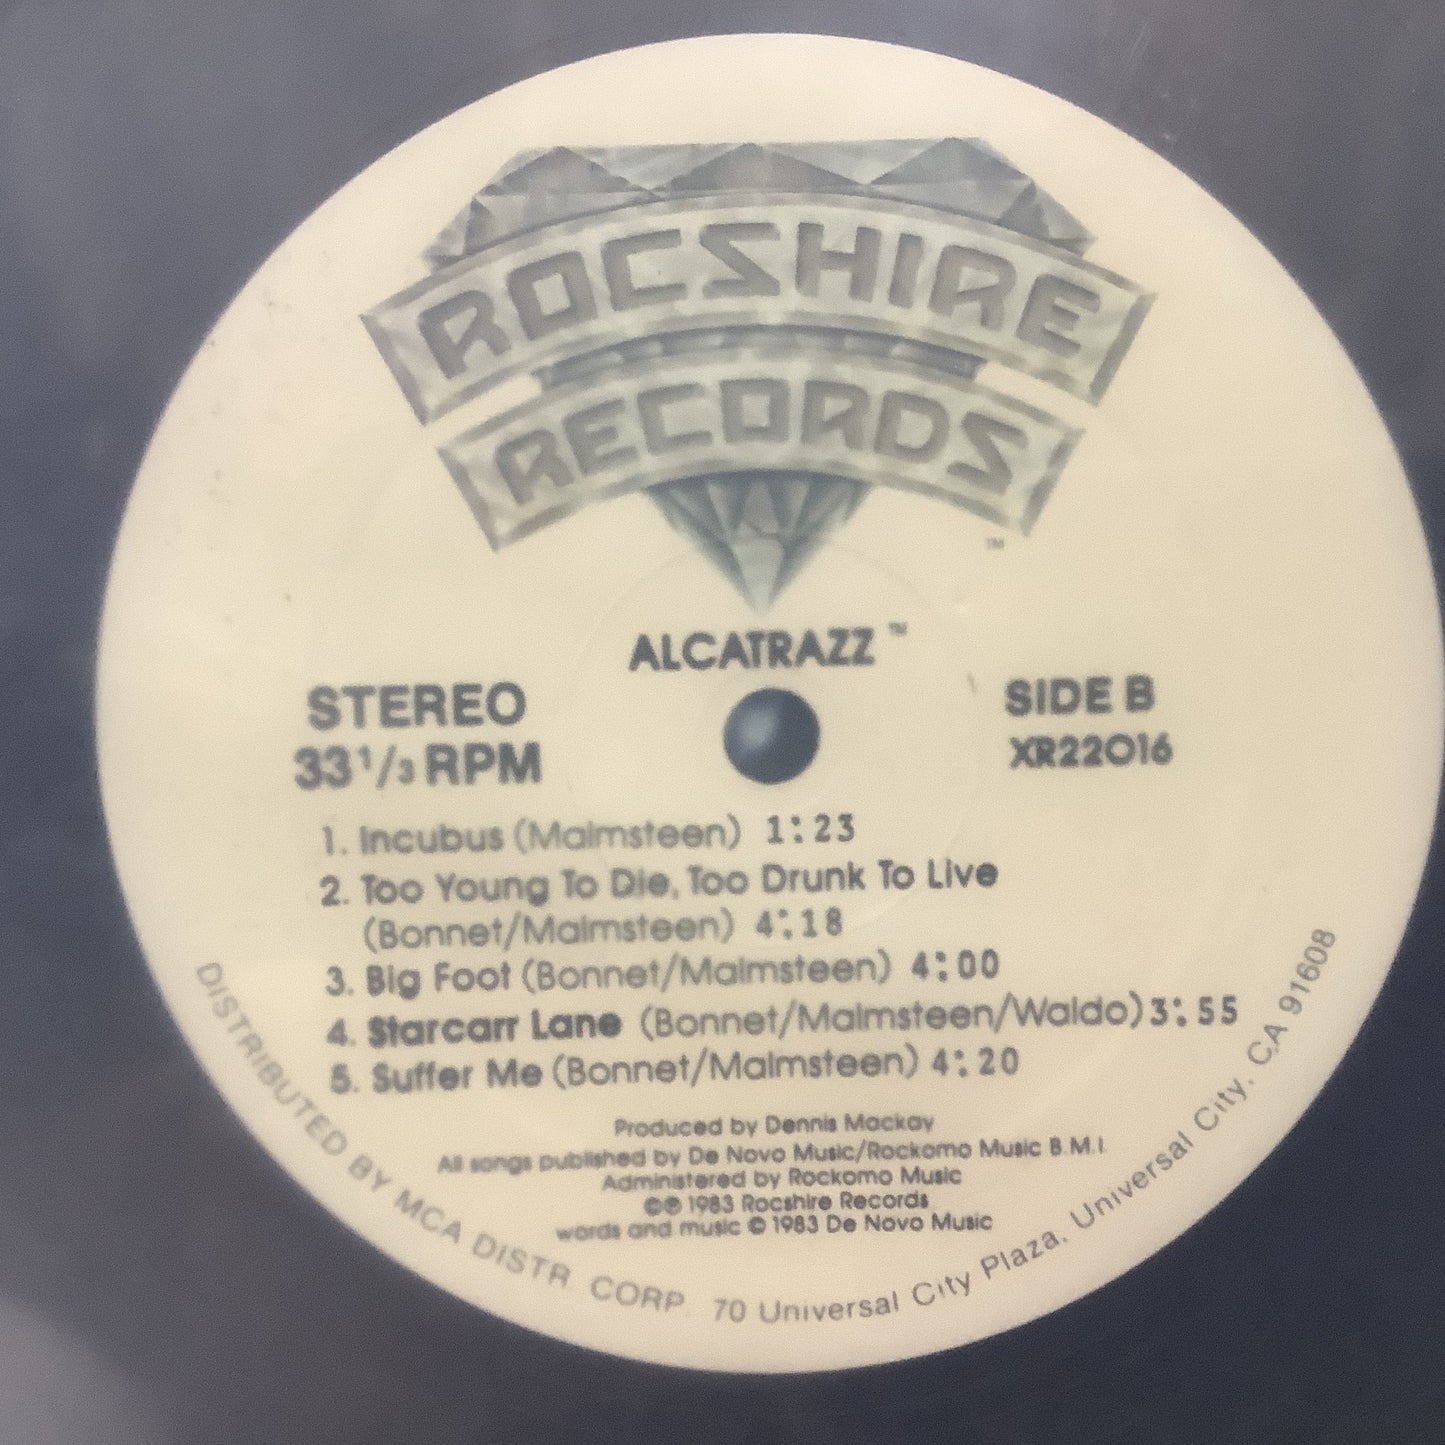 ROCSHIRE
RECORDS
™
ALCATRAZZ ™
STEREO
33 1/3 RPM
SIDE B
XR22016
1. Incubus (Malmsteen) 1:23
2. Too Young To Die, Too Drunk To Live
(Bonnet/Malmsteen) 4:18
3. Big Foot (Bonnet/Malmsteen) 4:00
4. Starcarr Lane (Bonnet/Malmsteen/Waldo) 3:55
5. Suffer Me (Bonnet/Malmsteen) 4:20
Produced by Dennis Mackay
All songs published by De Novo Music/Rockomo Music B.M.I.
Administered by Rockomo Music
©℗ 1983 Rocshire Records
words and music © 1983 De Novo Music
DISTRIBUTED BY MCA DISTR. CORP. 70 Universal City Plaza, Universal City, CA 91608